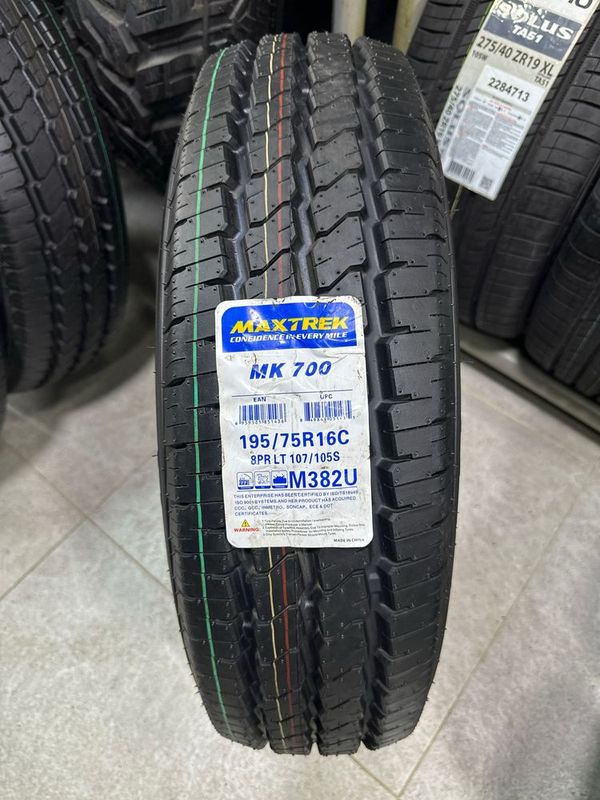 SOLUS
TA51
275/40 ZR19 XL
105W
TA51
2284713
MAXTREK
CONFIDENCE IN EVERY MILE
MK 700
EAN UPC
195/75R16C
8PR LT 107/105S
M382U
THIS ENTERPRISE HAS BEEN CERTIFIED BY ISO/TS16949
ISO 9001 SYSTEMS AND HER PRODUCT HAS ACQUIRED
CCC, GCC, INMETRO, SONCAP, ECE & DOT
CERTIFICATES.
WARNING:
MADE IN CHINA